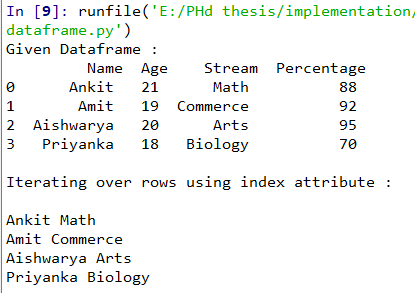 In [9]: runfile('E:/PHd thesis/implementation/
dataframe.py')
Given Dataframe :
Name Age Stream Percentage
0 Ankit 21 Math 88
1 Amit 19 Commerce 92
2 Aishwarya 20 Arts 95
3 Priyanka 18 Biology 70
Iterating over rows using index attribute :
Ankit Math
Amit Commerce
Aishwarya Arts
Priyanka Biology